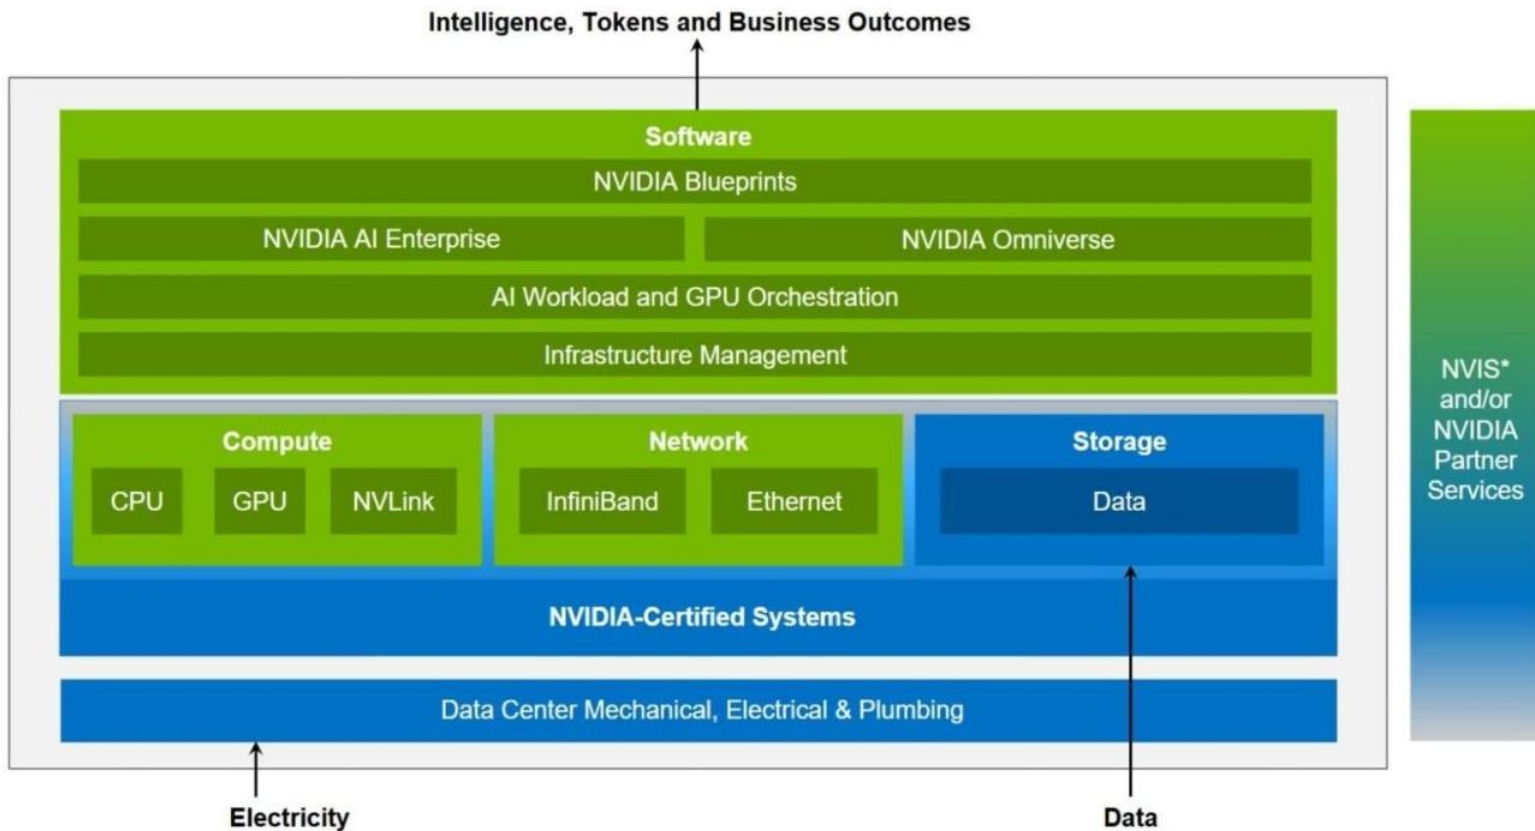 Intelligence, Tokens and Business Outcomes
Software
NVIDIA Blueprints
NVIDIA AI Enterprise
NVIDIA Omniverse
AI Workload and GPU Orchestration
Infrastructure Management
Compute
CPU
GPU
NVLink
Network
InfiniBand
Ethernet
Storage
Data
NVIDIA-Certified Systems
Data Center Mechanical, Electrical & Plumbing
Electricity
Data
NVIS*
and/or
NVIDIA
Partner
Services